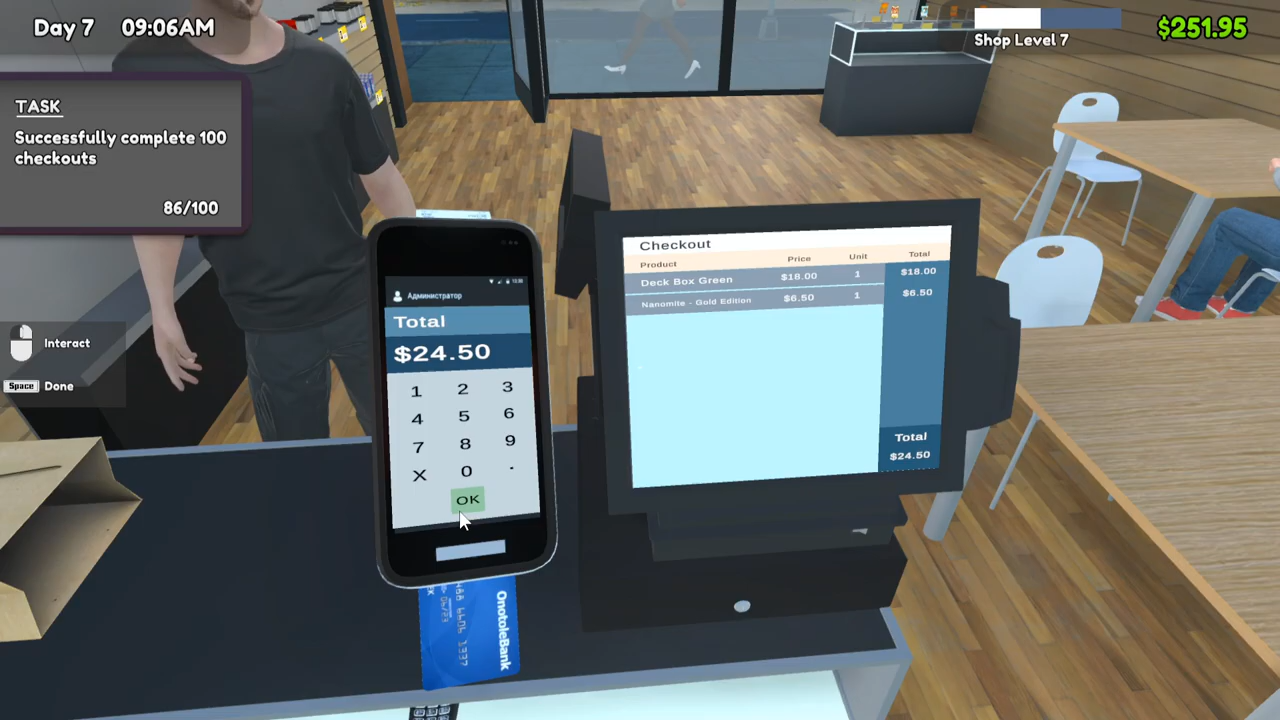 Day 7 09:06AM
Shop Level 7
$251.95
TASK
Successfully complete 100
checkouts
86/100
Interact
Space Done
Администратор
Total
$24.50
1 2 3
4 5 6
7 8 9
X 0 .
OK
Checkout
Product Price Unit Total
Deck Box Green $18.00 1 $18.00
Nanomite - Gold Edition $6.50 1 $6.50
Total
$24.50
OnotoleBank
6606 1337